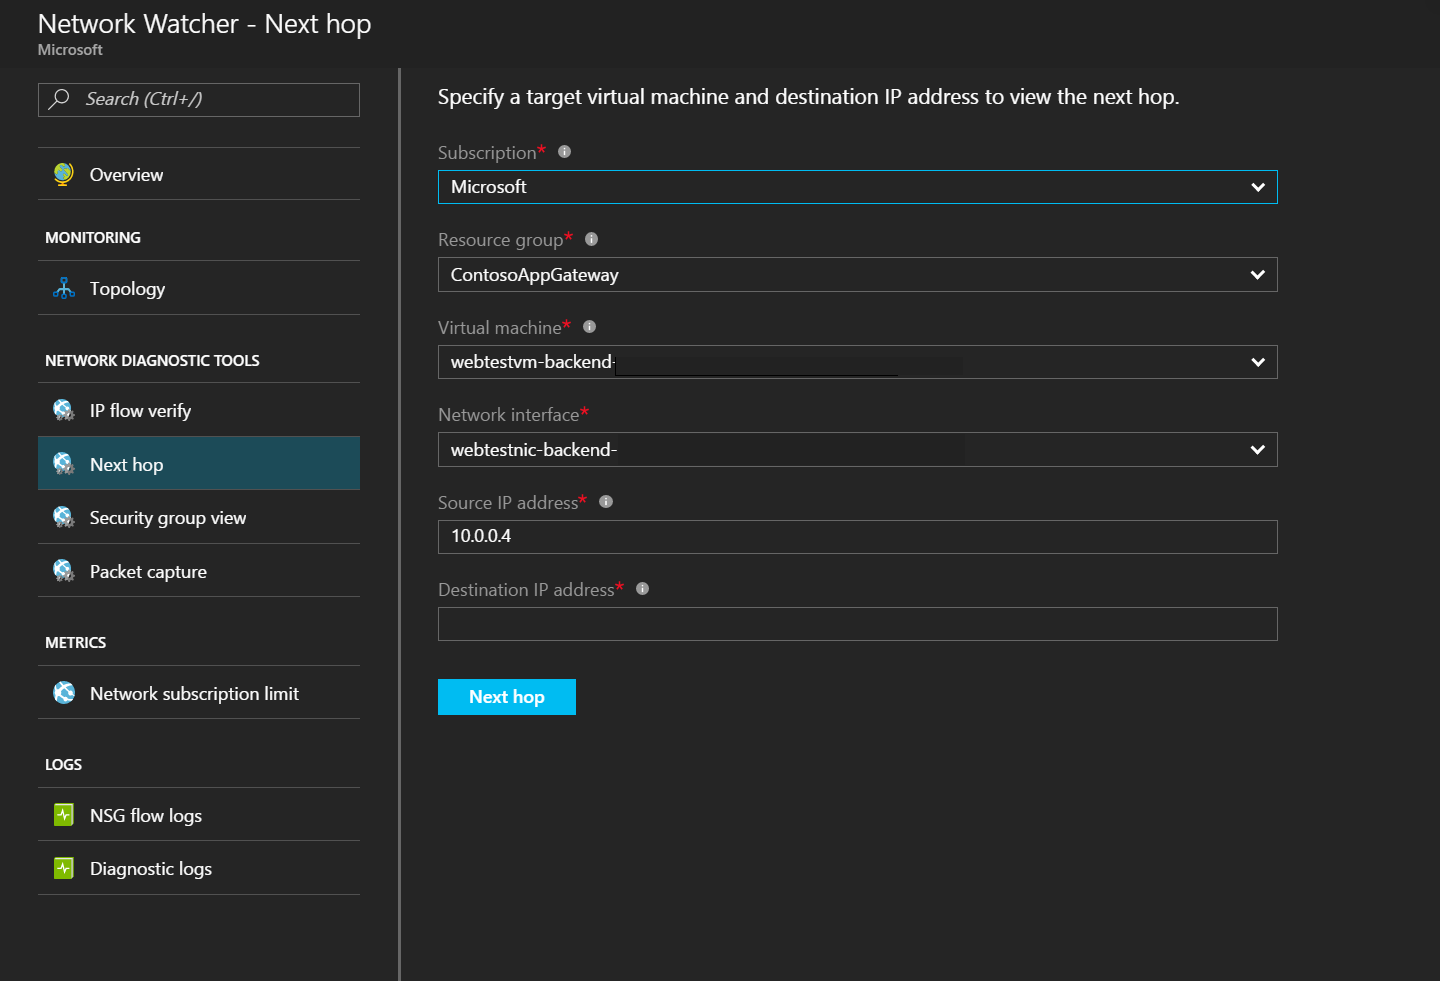 Network Watcher - Next hop
Microsoft
Search (Ctrl+/)
Overview
MONITORING
Topology
NETWORK DIAGNOSTIC TOOLS
IP flow verify
Next hop
Security group view
Packet capture
METRICS
Network subscription limit
LOGS
NSG flow logs
Diagnostic logs
Specify a target virtual machine and destination IP address to view the next hop.
Subscription*
Microsoft
Resource group*
ContosoAppGateway
Virtual machine*
webtestvm-backend-
Network interface*
webtestnic-backend-
Source IP address*
10.0.0.4
Destination IP address*
Next hop